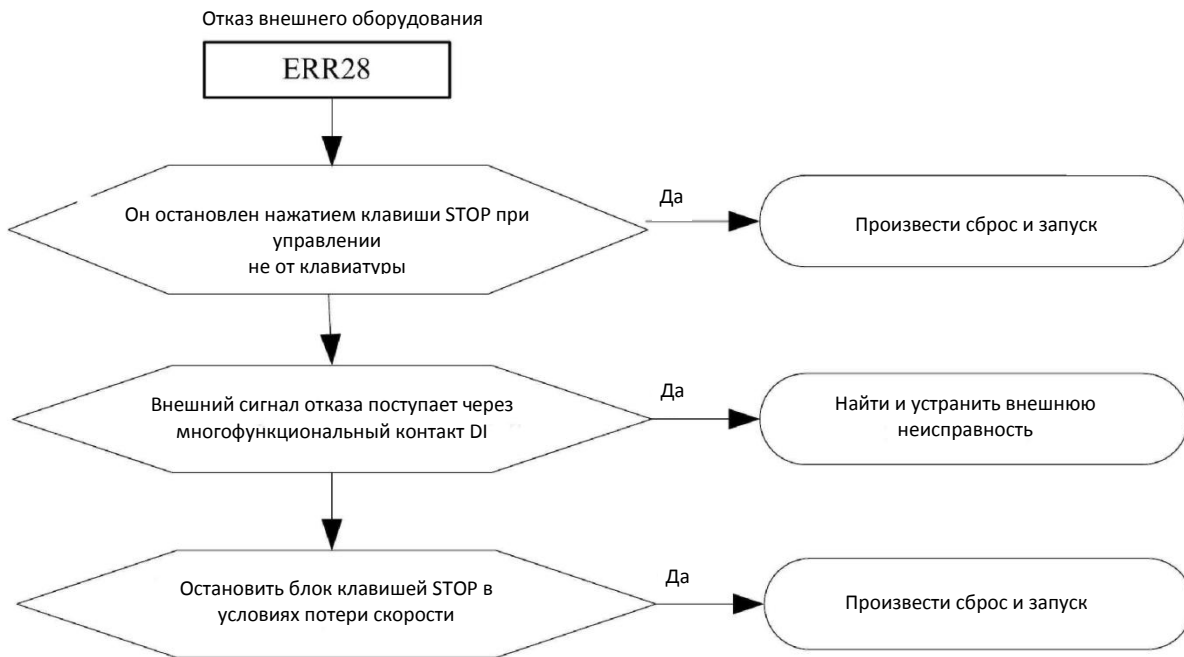 Отказ внешнего оборудования
ERR28
Он остановлен нажатием клавиши STOP при
управлении
не от клавиатуры
Да
Произвести сброс и запуск
Внешний сигнал отказа поступает через
многофункциональный контакт DI
Да
Найти и устранить внешнюю
неисправность
Остановить блок клавишей STOP в
условиях потери скорости
Да
Произвести сброс и запуск